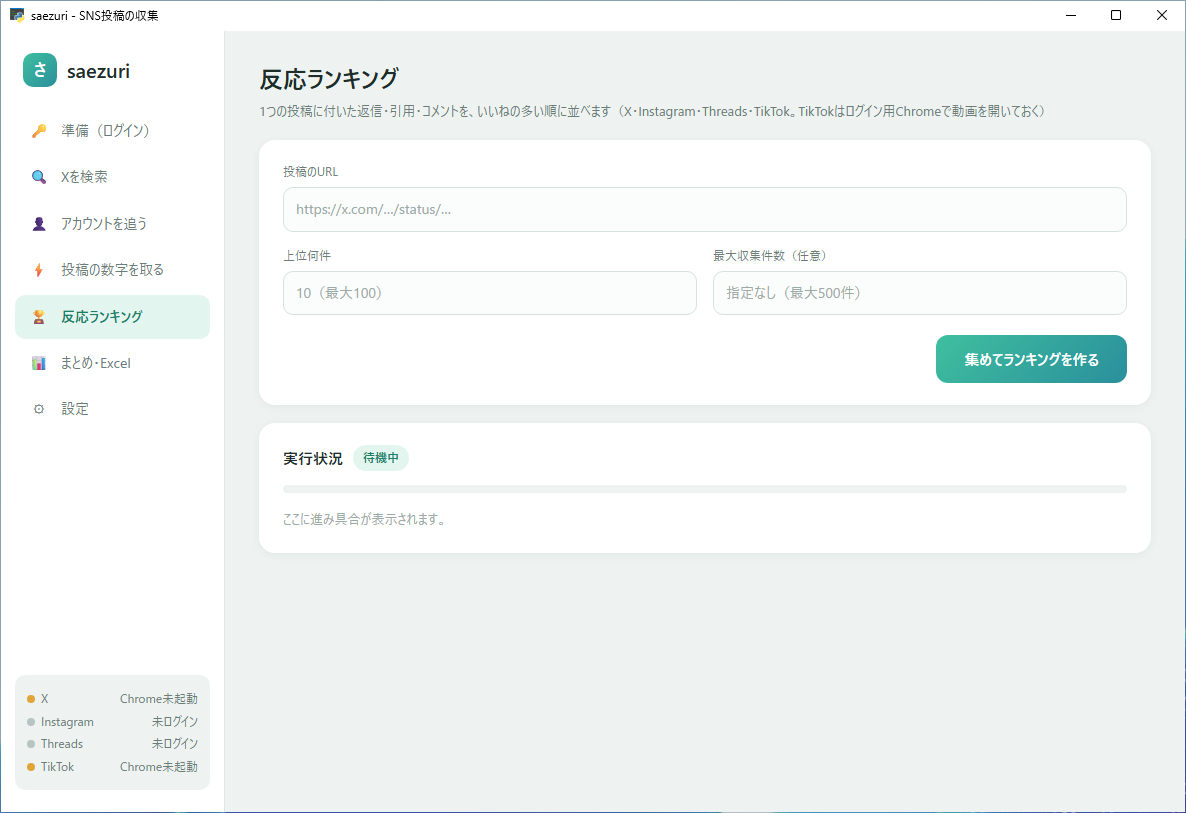 saezuri - SNS投稿の収集
さ saezuri
準備（ログイン）
Xを検索
アカウントを追う
投稿の数字を取る
反応ランキング
まとめ・Excel
設定
X Chrome未起動
Instagram 未ログイン
Threads 未ログイン
TikTok Chrome未起動
反応ランキング
1つの投稿に付いた返信・引用・コメントを、いいねの多い順に並べます（X・Instagram・Threads・TikTok。TikTokはログイン用Chromeで動画を開いておく）
投稿のURL
https://x.com/.../status/...
上位何件
10（最大100）
最大収集件数（任意）
指定なし（最大500件）
集めてランキングを作る
実行状況 待機中
ここに進み具合が表示されます。